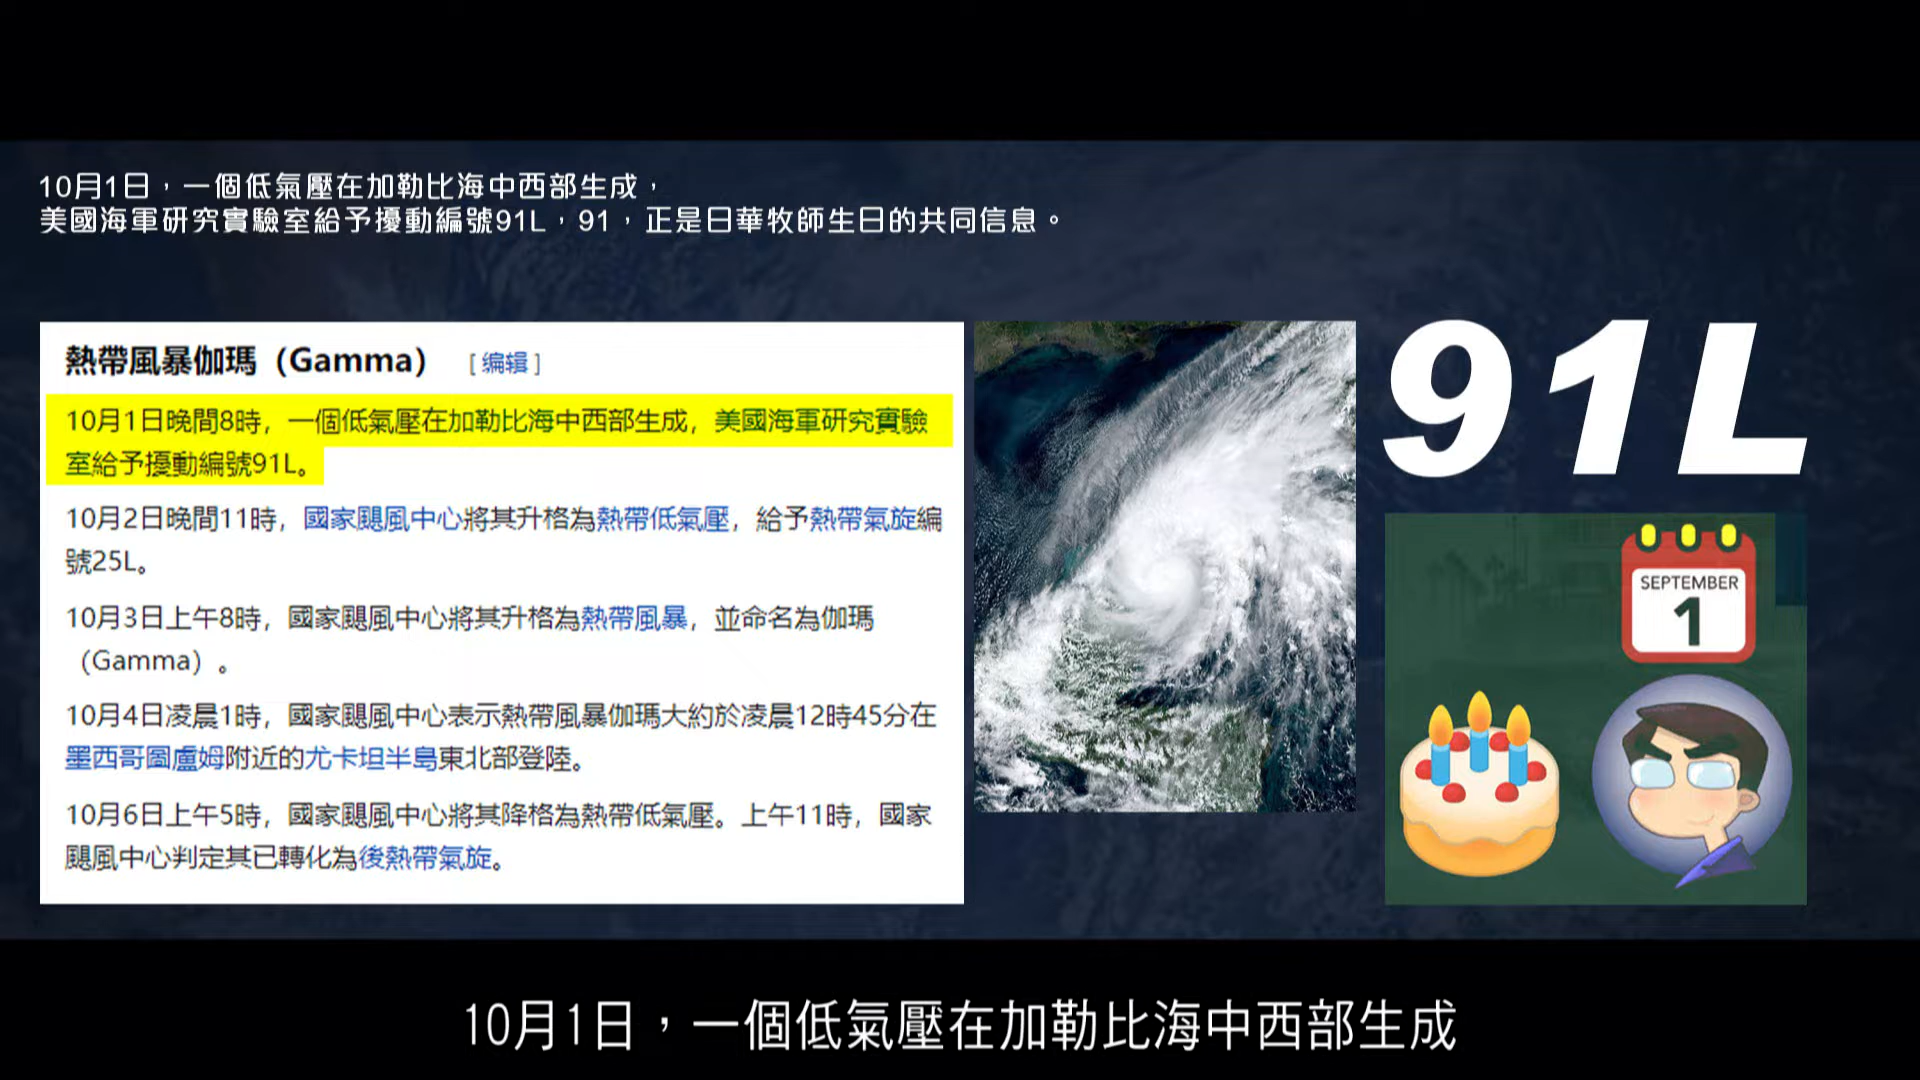 10月1日，一個低氣壓在加勒比海中西部生成，
美國海軍研究實驗室給予擾動編號91L，91，正是日華牧師生日的共同信息。
熱帶風暴伽瑪（Gamma） [编辑]
10月1日晚間8時，一個低氣壓在加勒比海中西部生成，美國海軍研究實驗
室給予擾動編號91L。
10月2日晚間11時，國家颶風中心將其升格為熱帶低氣壓，給予熱帶氣旋編
號25L。
10月3日上午8時，國家颶風中心將其升格為熱帶風暴，並命名為伽瑪
（Gamma）。
10月4日凌晨1時，國家颶風中心表示熱帶風暴伽瑪大約於凌晨12時45分在
墨西哥圖盧姆附近的尤卡坦半島東北部登陸。
10月6日上午5時，國家颶風中心將其降格為熱帶低氣壓。上午11時，國家
颶風中心判定其已轉化為後熱帶氣旋。
91L
SEPTEMBER
1
10月1日，一個低氣壓在加勒比海中西部生成